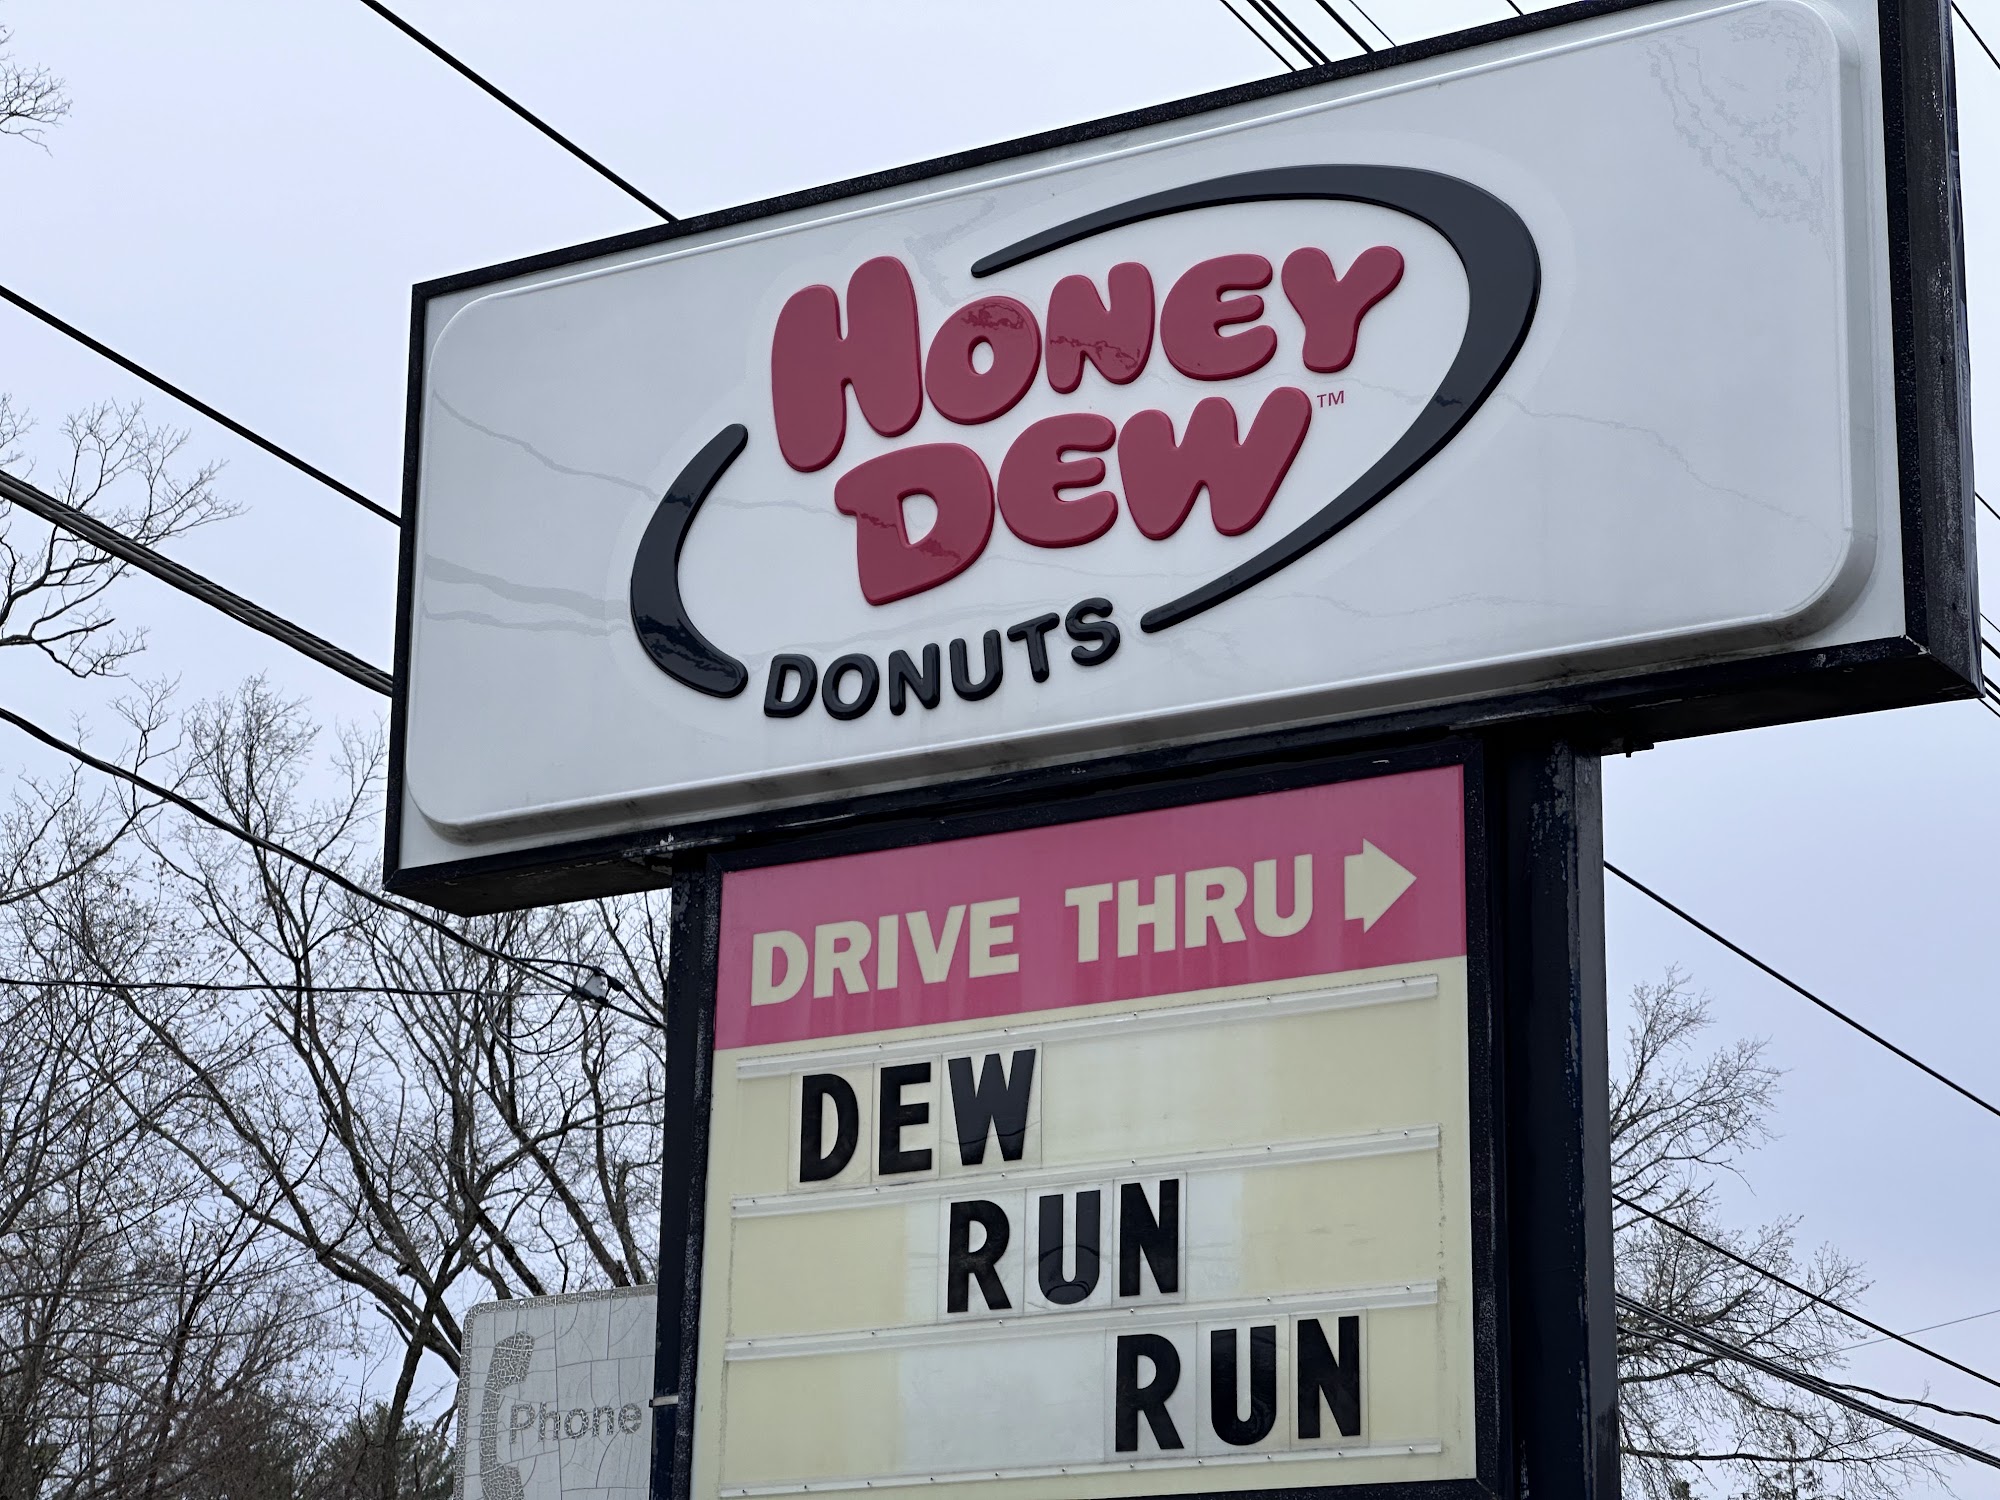 HONEY
DEW™
DONUTS
DRIVE THRU
DEW
RUN
RUN
Phone